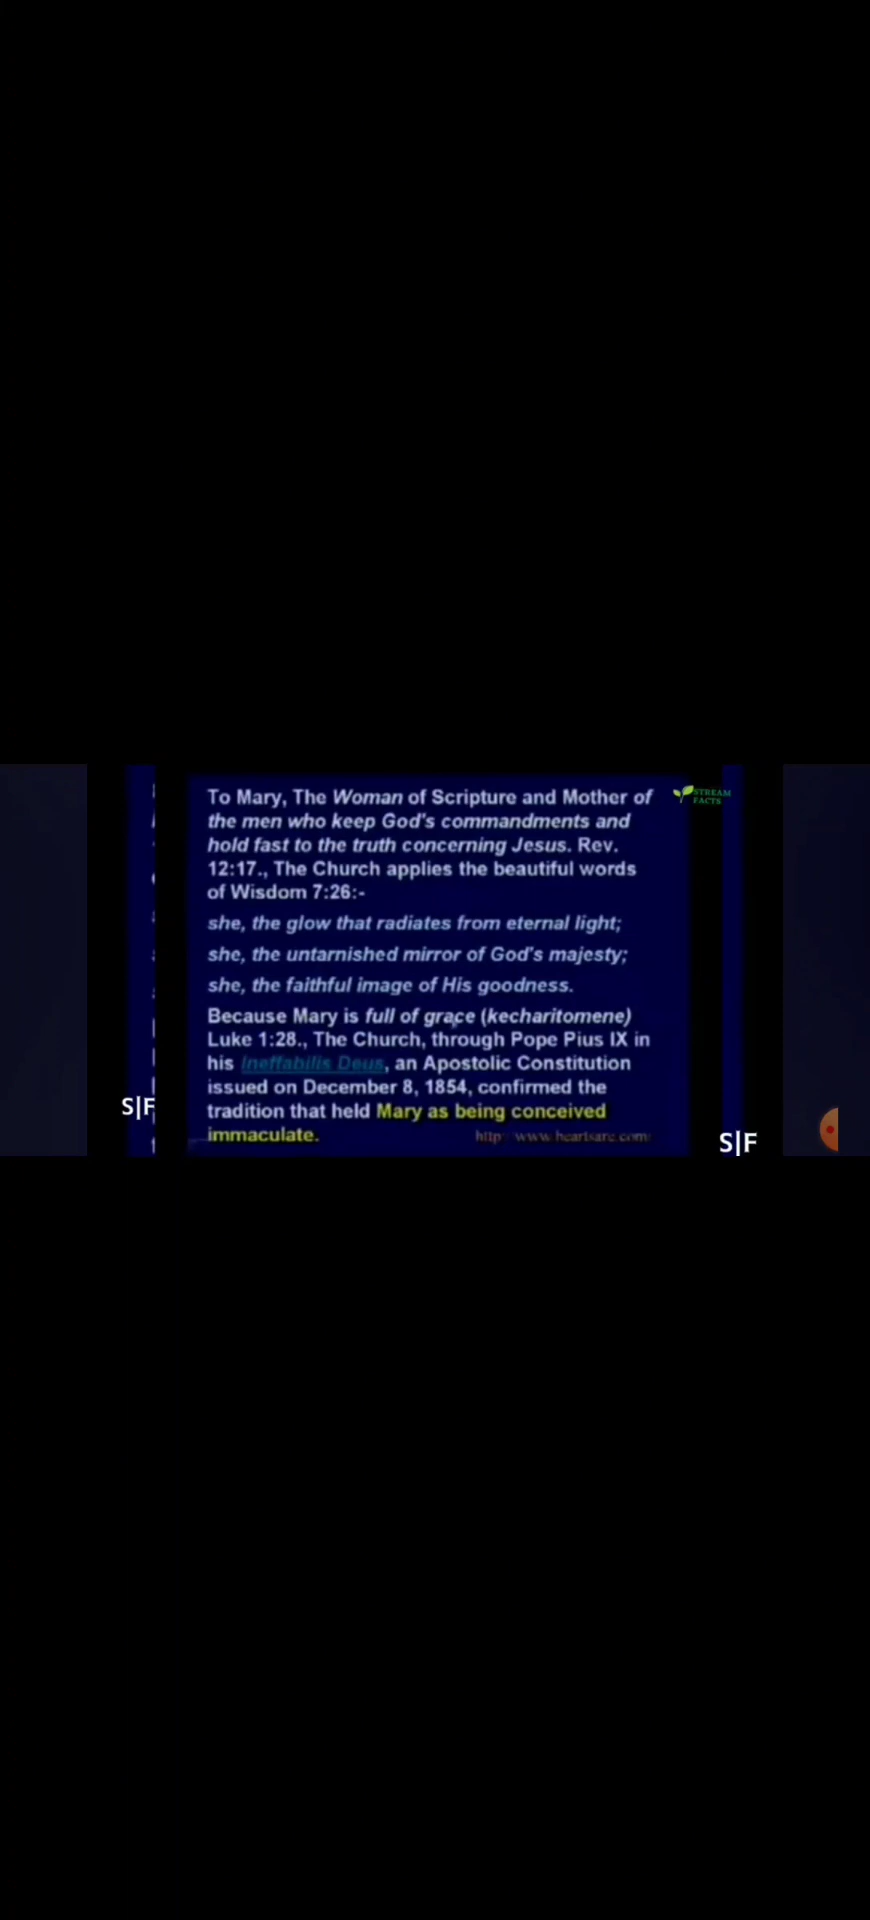 To Mary, The Woman of Scripture and Mother of
the men who keep God's commandments and
hold fast to the truth concerning Jesus. Rev.
12:17., The Church applies the beautiful words
of Wisdom 7:26:-
she, the glow that radiates from eternal light;
she, the untarnished mirror of God's majesty;
she, the faithful image of His goodness.
Because Mary is full of grace (kecharitomene)
Luke 1:28., The Church, through Pope Pius IX in
his Ineffabilis Deus, an Apostolic Constitution
issued on December 8, 1854, confirmed the
tradition that held Mary as being conceived
immaculate.
STREAM
FACTS
S|F
S|F